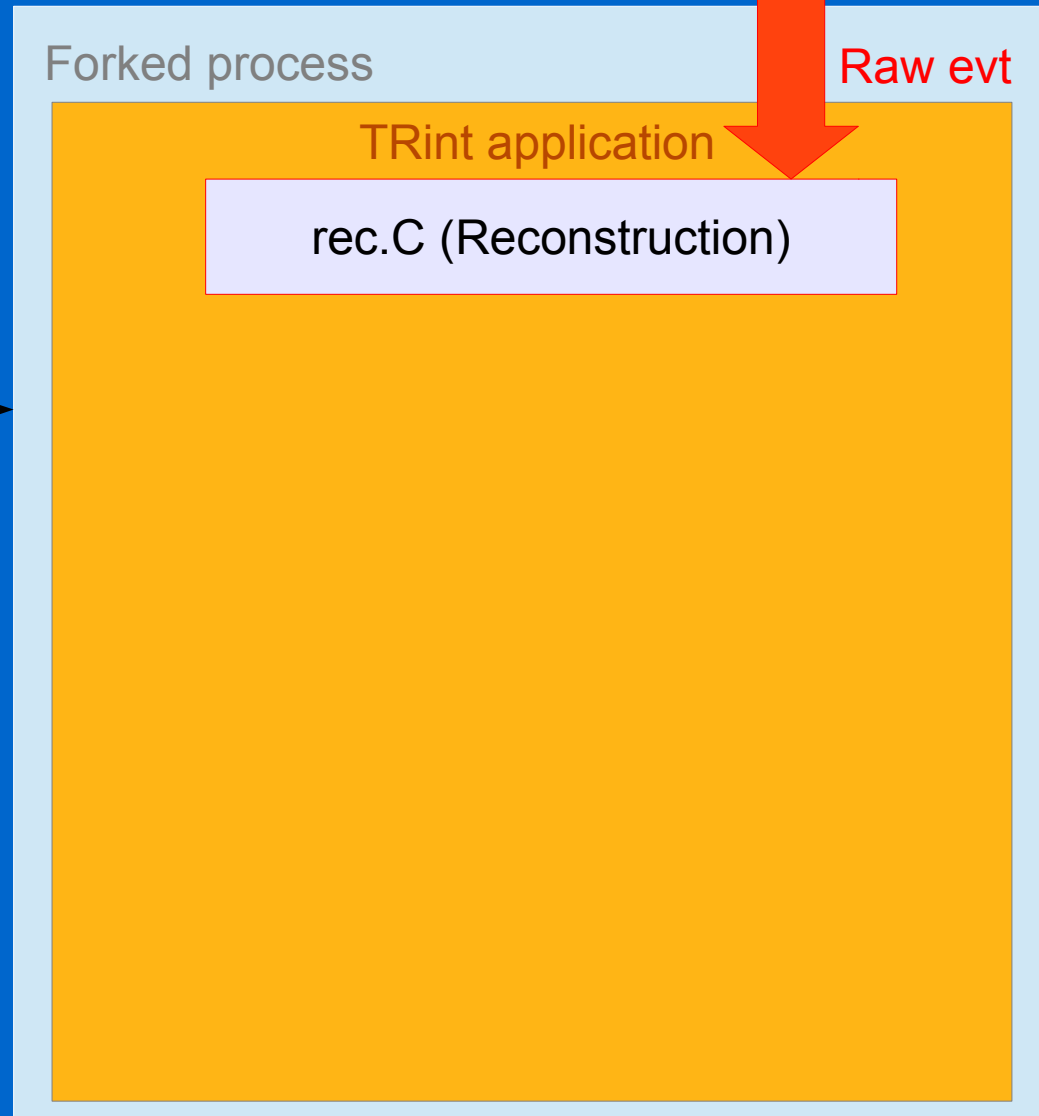 Forked process
Raw evt
TRint application
rec.C (Reconstruction)